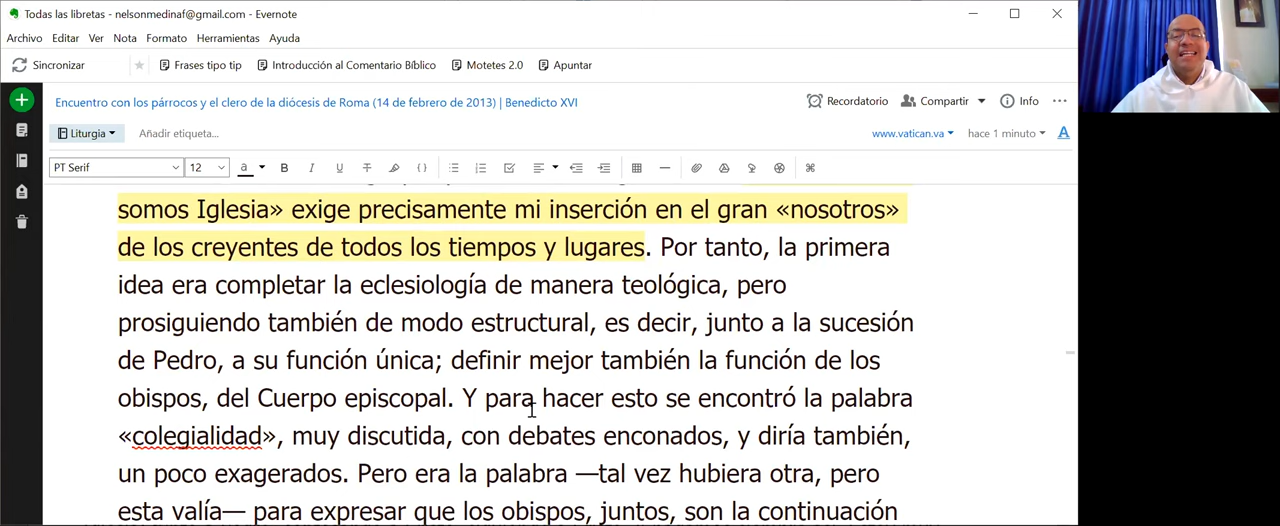 Todas las libretas - nelsonmedinaf@gmail.com - Evernote
Archivo Editar Ver Nota Formato Herramientas Ayuda
Sincronizar Frases tipo tip Introducción al Comentario Bíblico Motetes 2.0 Apuntar
Encuentro con los párrocos y el clero de la diócesis de Roma (14 de febrero de 2013) | Benedicto XVI Recordatorio Compartir Info
Liturgia Añadir etiqueta... www.vatican.va hace 1 minuto A
PT Serif 12 a B I T { }
somos Iglesia» exige precisamente mi inserción en el gran «nosotros»
de los creyentes de todos los tiempos y lugares. Por tanto, la primera
idea era completar la eclesiología de manera teológica, pero
prosiguiendo también de modo estructural, es decir, junto a la sucesión
de Pedro, a su función única; definir mejor también la función de los
obispos, del Cuerpo episcopal. Y para hacer esto se encontró la palabra
«colegialidad», muy discutida, con debates enconados, y diría también,
un poco exagerados. Pero era la palabra —tal vez hubiera otra, pero
esta valía— para expresar que los obispos, juntos, son la continuación